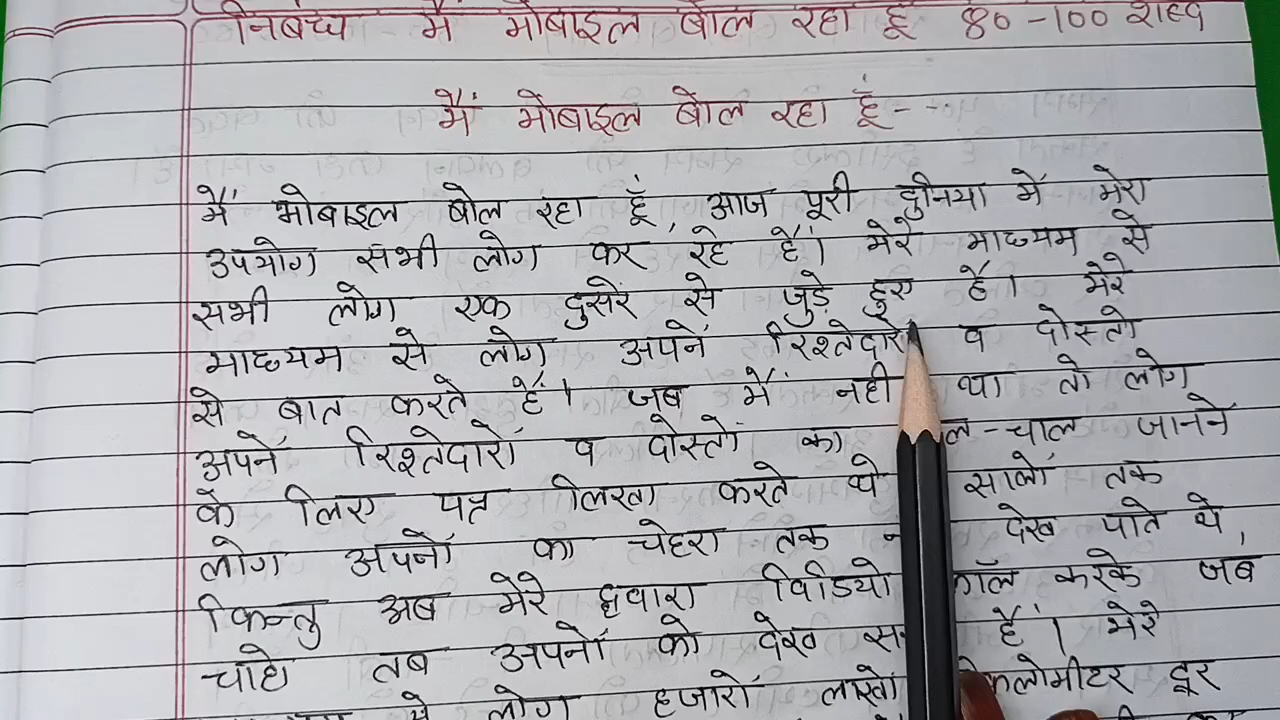 निबंध मैं मोबाइल बोल रहा हूँ 80-100 शब्द
मैं मोबाइल बोल रहा हूँ-
मैं मोबाइल बोल रहा हूँ, आज पूरी दुनिया में मेरा
उपयोग सभी लोग कर रहे हैं। मेरे माध्यम से
सभी लोग एक दुसरें से जुड़े हुए हैं। मेरे
माध्यम से लोग अपनें रिश्तेदारों व दोस्तो
से बात करते हैं। जब मैं नही था तो लोग
अपनें रिश्तेदारों व दोस्तों का ल-चाल जाननें
के लिए पत्र लिखा करते थे सालों तक
लोग अपनों का चेहरा तक देख पाते थे,
किन्तु अब मेरे द्ववारा विडियो कॉल करके जब
चाहे तब अपनों को देख हैं। मेरे
से लोग हजारों लाखों किलोमीटर दूर